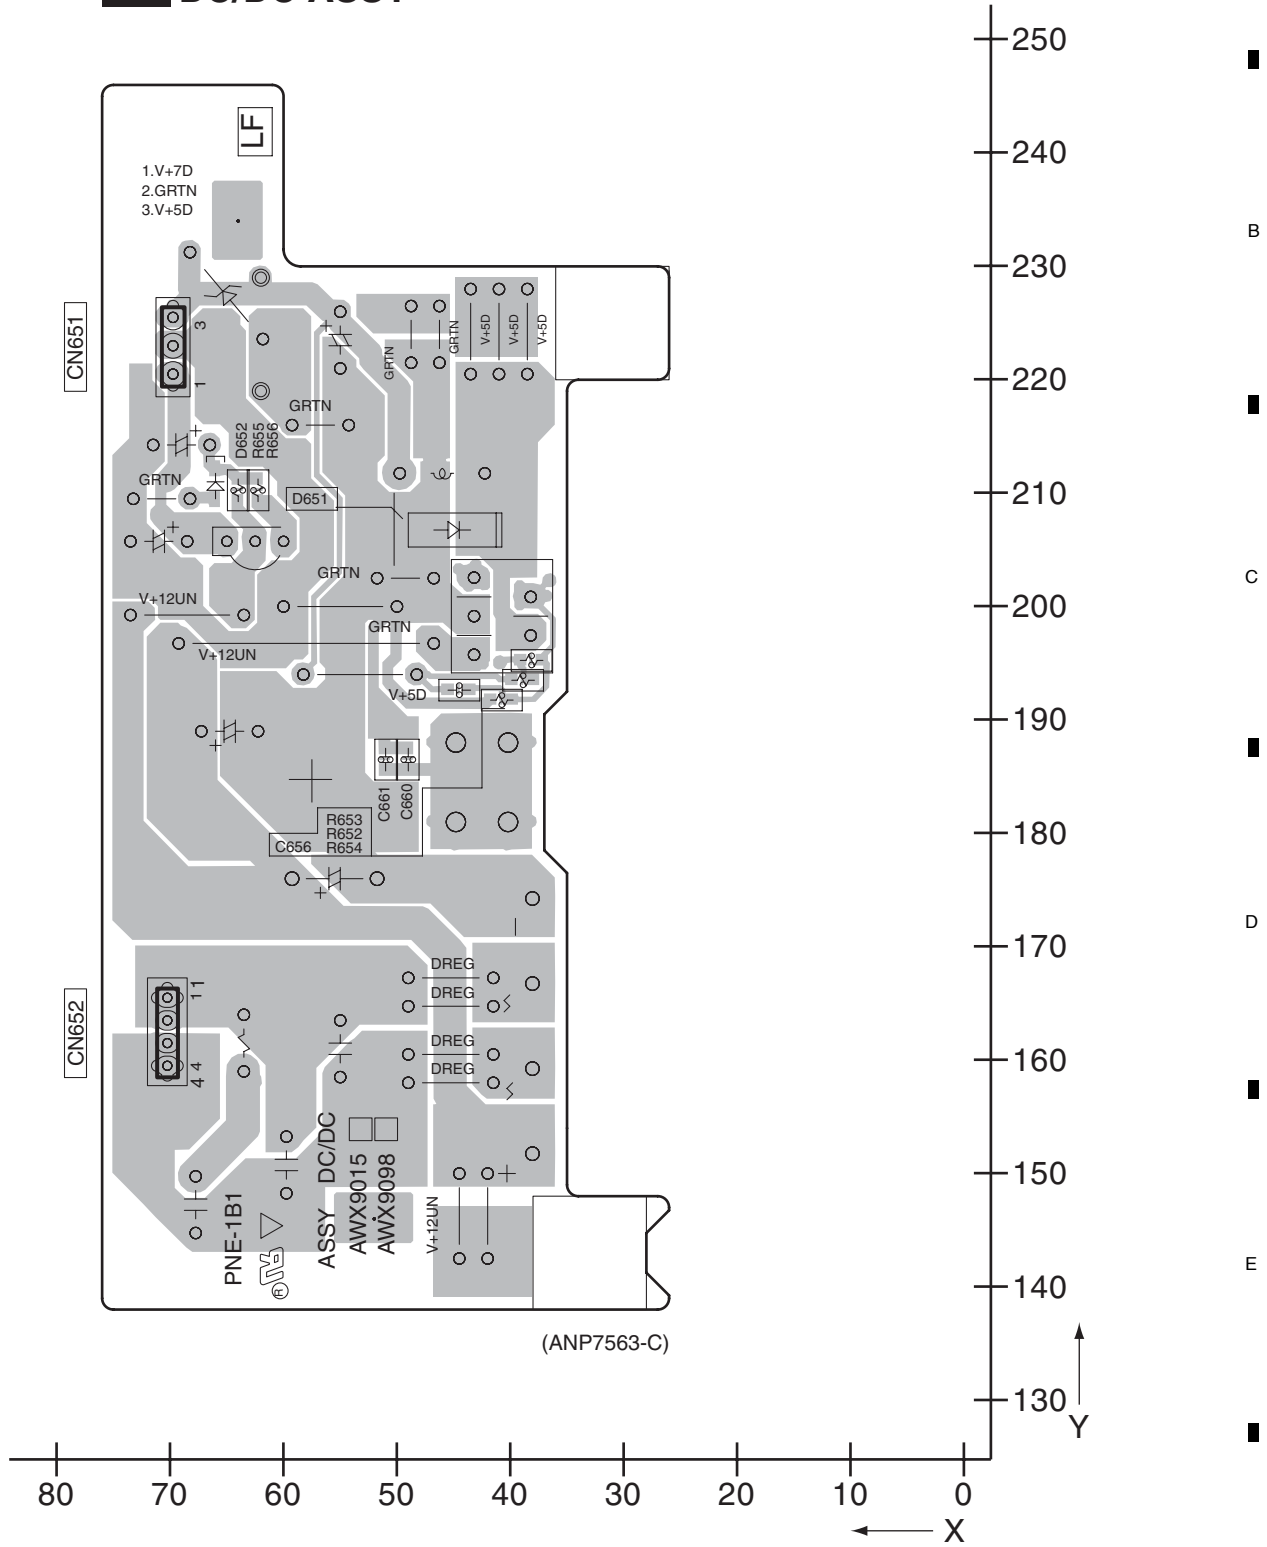 DC/DC ASSY
250
LF
240
1.V+7D
2.GRTN
3.V+5D
B
230
CN651
3
1
+
GRTN
GRTN
V+5D
V+5D
V+5D
220
GRTN
+
D652
R655
R656
GRTN
D651
210
+
GRTN
C
V+12UN
200
GRTN
V+12UN
V+5D
190
+
C661
C660
R653
R652
C656 R654
180
+
D
170
DREG
DREG
CN652
1 1
4 4
DREG
DREG
160
150
+
V+12UN
PNE-1B1
ASSY DC/DC
AWX9015
AWX9098
R
E
140
(ANP7563-C)
130
Y
80 70 60 50 40 30 20 10 0
X